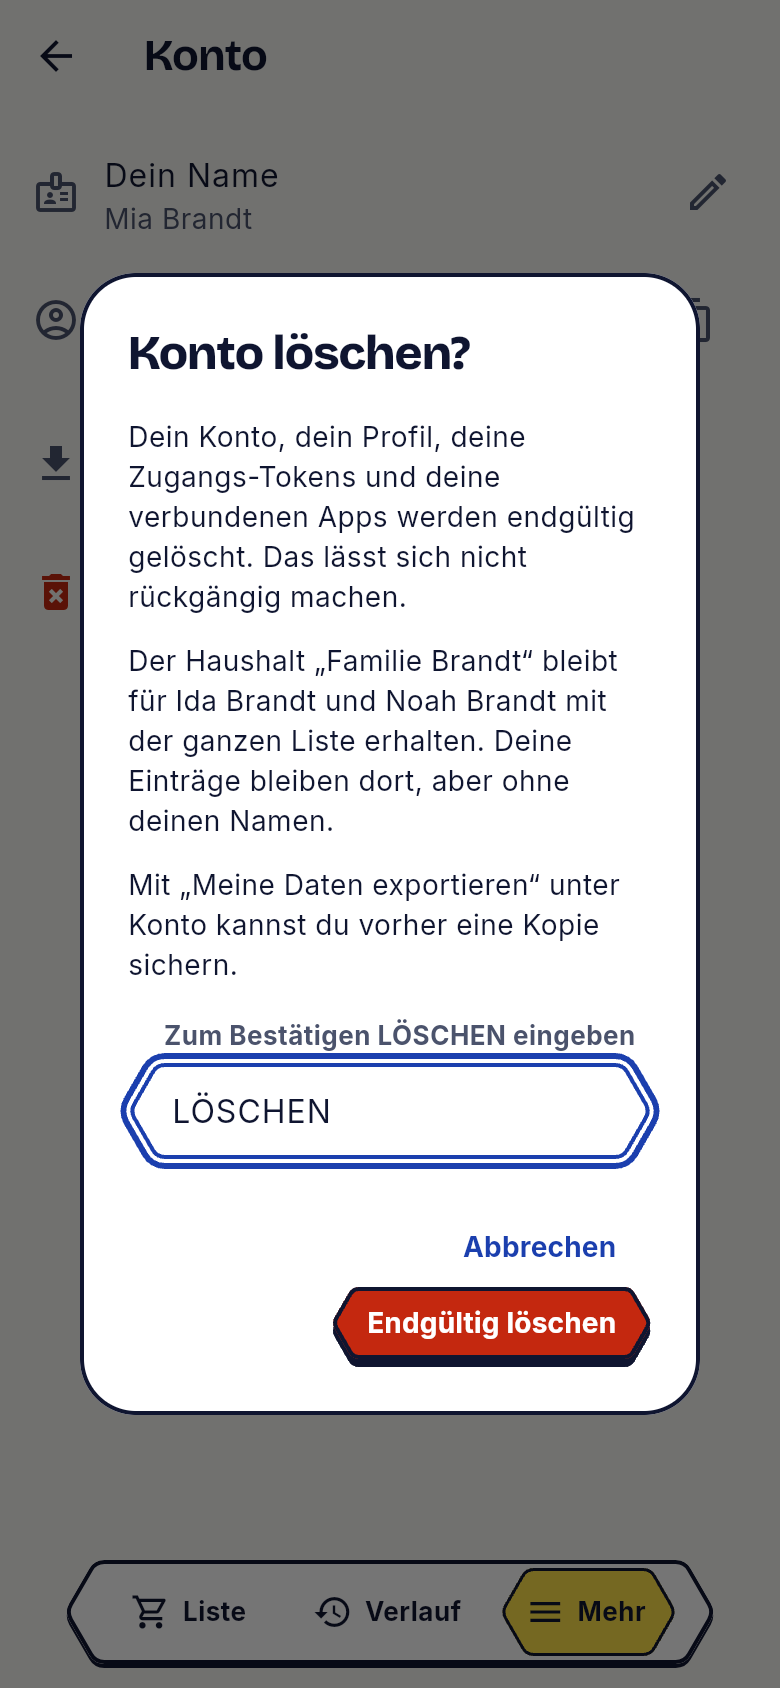 Konto
Dein Name
Mia Brandt
Konto löschen?
Dein Konto, dein Profil, deine
Zugangs-Tokens und deine
verbundenen Apps werden endgültig
gelöscht. Das lässt sich nicht
rückgängig machen.
Der Haushalt „Familie Brandt“ bleibt
für Ida Brandt und Noah Brandt mit
der ganzen Liste erhalten. Deine
Einträge bleiben dort, aber ohne
deinen Namen.
Mit „Meine Daten exportieren“ unter
Konto kannst du vorher eine Kopie
sichern.
Zum Bestätigen LÖSCHEN eingeben
LÖSCHEN
Abbrechen
Endgültig löschen
Liste
Verlauf
Mehr